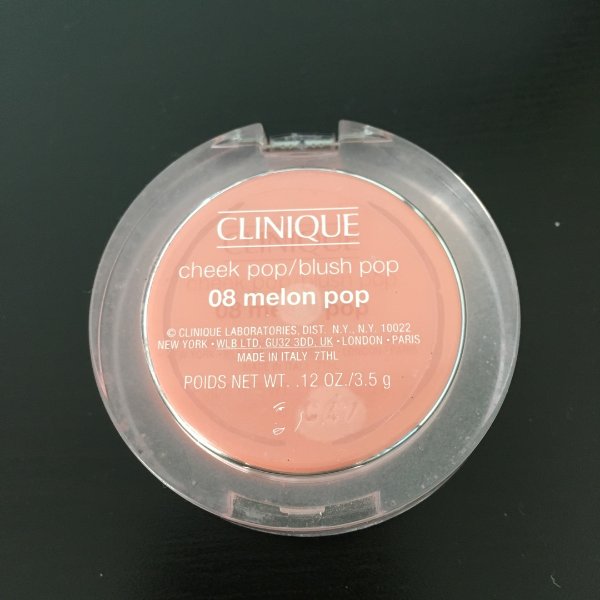 CLINIQUE
cheek pop/blush pop
08 melon pop
© CLINIQUE LABORATORIES, DIST. N.Y., N.Y. 10022
NEW YORK · WLB LTD, GU32 3DD, UK · LONDON · PARIS
MADE IN ITALY 7THL
POIDS NET WT. .12 OZ./3.5 g